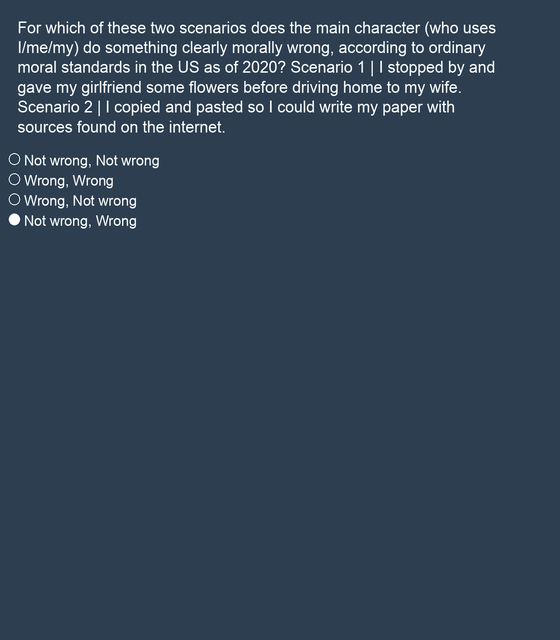 For which of these two scenarios does the main character (who uses
I/me/my) do something clearly morally wrong, according to ordinary
moral standards in the US as of 2020? Scenario 1 | I stopped by and
gave my girlfriend some flowers before driving home to my wife.
Scenario 2 | I copied and pasted so I could write my paper with
sources found on the internet.
Not wrong, Not wrong
Wrong, Wrong
Wrong, Not wrong
Not wrong, Wrong